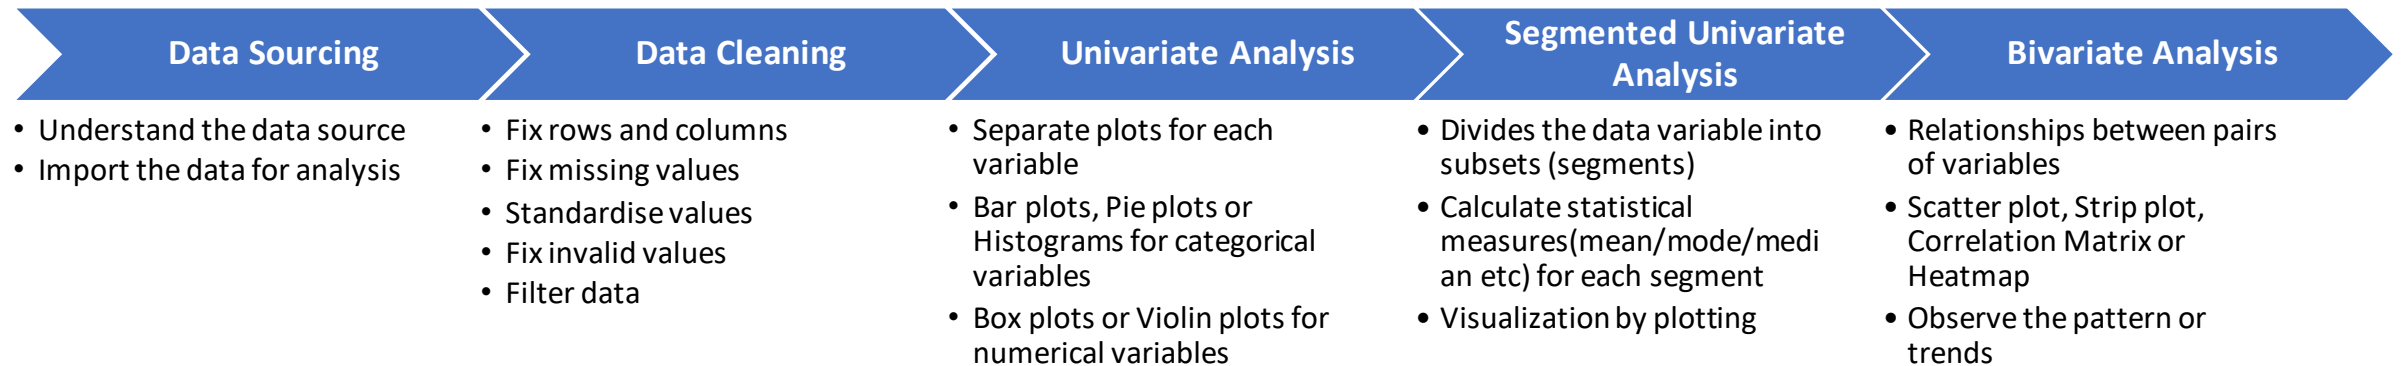 Data Sourcing
• Understand the data source
• Import the data for analysis
Data Cleaning
• Fix rows and columns
• Fix missing values
• Standardise values
• Fix invalid values
• Filter data
Univariate Analysis
• Separate plots for each
variable
• Bar plots, Pie plots or
Histograms for categorical
variables
• Box plots or Violin plots for
numerical variables
Segmented Univariate
Analysis
• Divides the data variable into
subsets (segments)
• Calculate statistical
measures(mean/mode/medi
an etc) for each segment
• Visualization by plotting
Bivariate Analysis
• Relationships between pairs
of variables
• Scatter plot, Strip plot,
Correlation Matrix or
Heatmap
• Observe the pattern or
trends